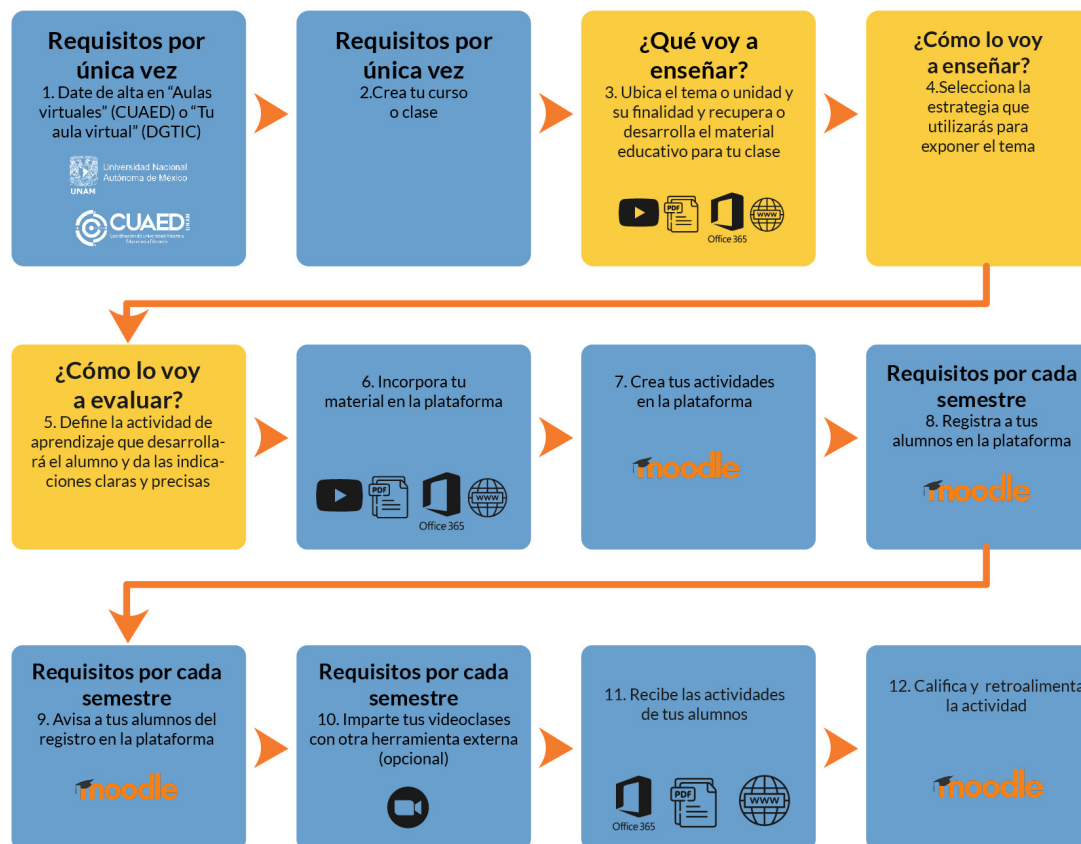 Requisitos por
única vez
1. Date de alta en “Aulas
virtuales” (CUAED) o “Tu
aula virtual” (DGTIC)
Universidad Nacional
Autónoma de México
UNAM
CUAED
UNAM
Requisitos por
única vez
2.Crea tu curso
o clase
¿Qué voy a
enseñar?
3. Ubica el tema o unidad y
su finalidad y recupera o
desarrolla el material
educativo para tu clase
PDF
Office 365
WWW
¿Cómo lo voy
a enseñar?
4.Selecciona la
estrategia que
utilizarás para
exponer el tema
¿Cómo lo voy
a evaluar?
5. Define la actividad de
aprendizaje que desarrolla-
rá el alumno y da las indica-
ciones claras y precisas
6. Incorpora tu
material en la plataforma
PDF
Office 365
WWW
7. Crea tus actividades
en la plataforma
moodle
Requisitos por cada
semestre
8. Registra a tus
alumnos en la plataforma
moodle
Requisitos por cada
semestre
9. Avisa a tus alumnos del
registro en la plataforma
moodle
Requisitos por cada
semestre
10. Imparte tus videoclases
con otra herramienta externa
(opcional)
11. Recibe las actividades
de tus alumnos
Office 365
PDF
WWW
12. Califica y retroalimenta
la actividad
moodle